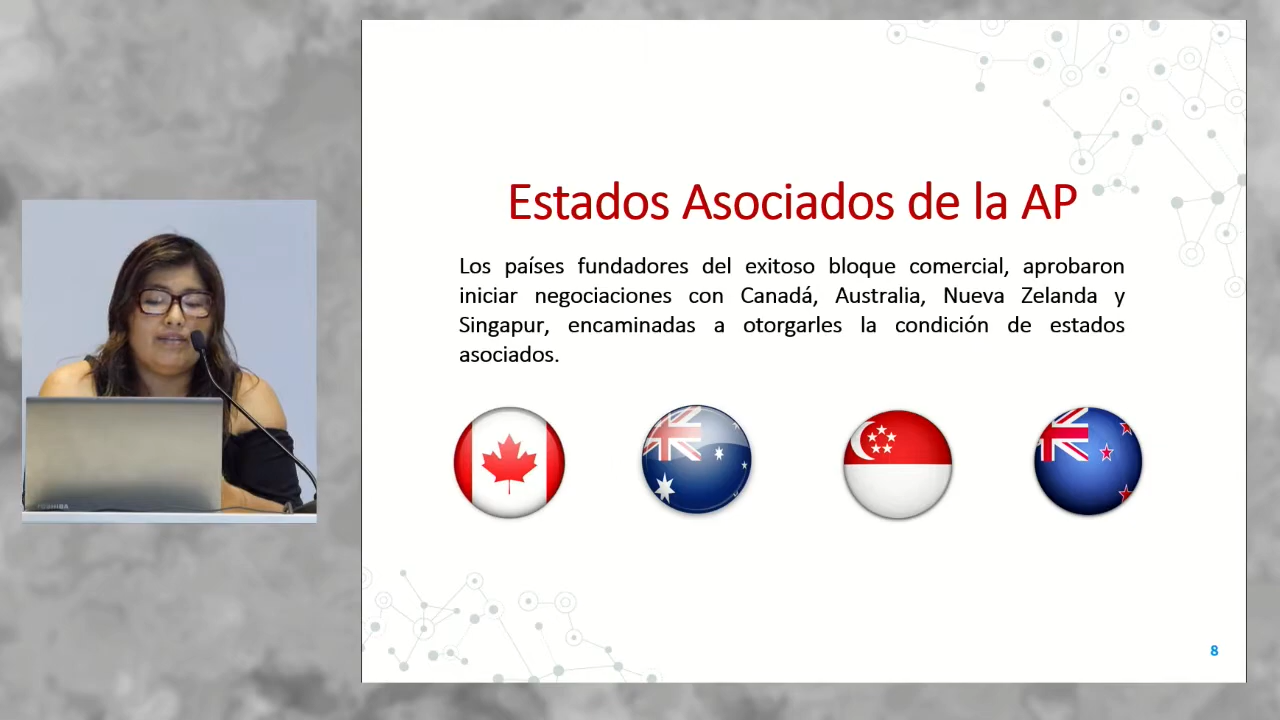 Estados Asociados de la AP
Los países fundadores del exitoso bloque comercial, aprobaron
iniciar negociaciones con Canadá, Australia, Nueva Zelanda y
Singapur, encaminadas a otorgarles la condición de estados
asociados.
TOSHIBA
8